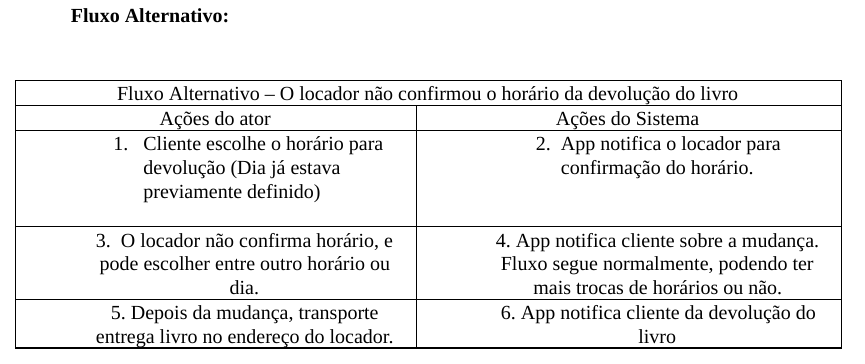 Fluxo Alternativo:
Fluxo Alternativo – O locador não confirmou o horário da devolução do livro
Ações do ator
Ações do Sistema
1. Cliente escolhe o horário para
devolução (Dia já estava
previamente definido)
2. App notifica o locador para
confirmação do horário.
3. O locador não confirma horário, e
pode escolher entre outro horário ou
dia.
4. App notifica cliente sobre a mudança.
Fluxo segue normalmente, podendo ter
mais trocas de horários ou não.
5. Depois da mudança, transporte
entrega livro no endereço do locador.
6. App notifica cliente da devolução do
livro